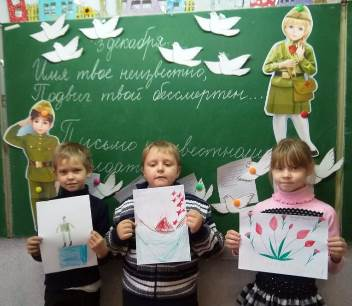 3 декабря
Имя твое неизвестно,
Подвиг твой бессмертен...
Письмо